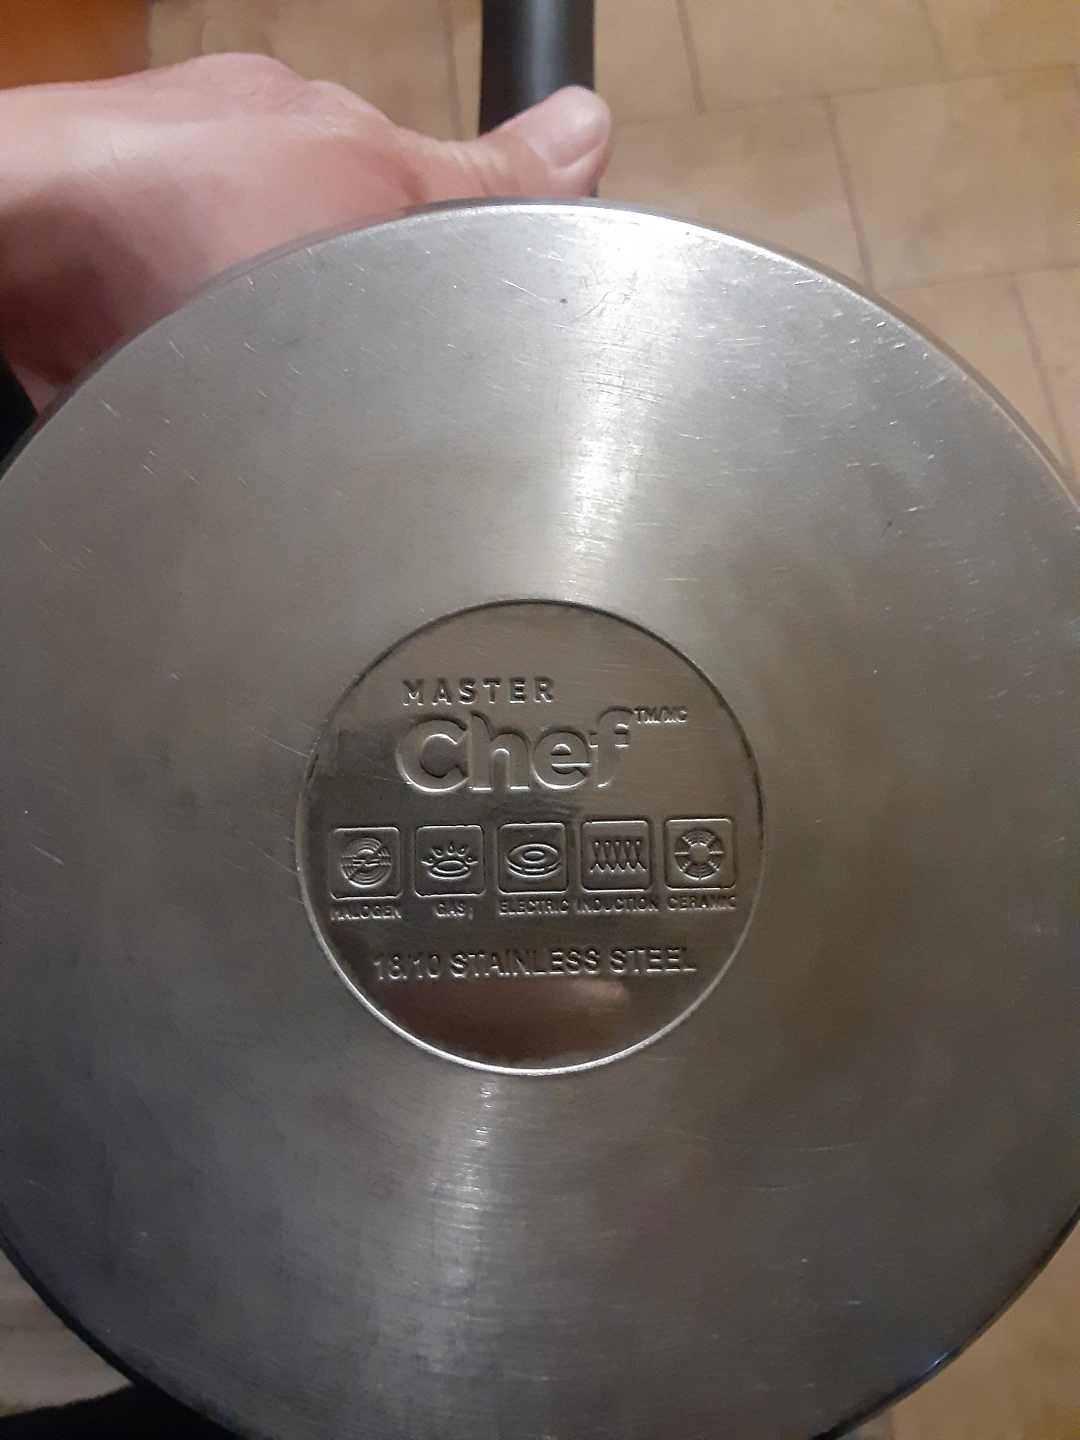 MASTER
Chef TM/MC
HALOGEN GAS ELECTRIC INDUCTION CERAMIC
18/10 STAINLESS STEEL